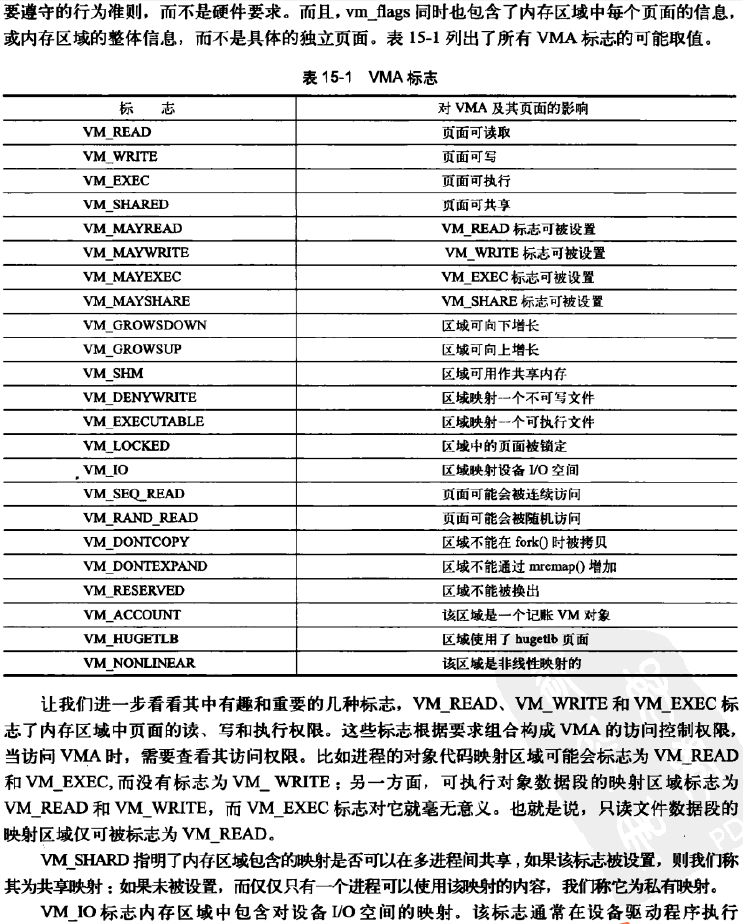 要遵守的行为准则，而不是硬件要求。而且，vm_flags 同时也包含了内存区域中每个页面的信息，
或内存区域的整体信息，而不是具体的独立页面。表 15-1 列出了所有 VMA 标志的可能取值。
表 15-1 VMA 标志
标 志 对 VMA 及其页面的影响
VM_READ 页面可读取
VM_WRITE 页面可写
VM_EXEC 页面可执行
VM_SHARED 页面可共享
VM_MAYREAD VM_READ 标志可被设置
VM_MAYWRITE VM_WRITE 标志可被设置
VM_MAYEXEC VM_EXEC 标志可被设置
VM_MAYSHARE VM_SHARE 标志可被设置
VM_GROWSDOWN 区域可向下增长
VM_GROWSUP 区域可向上增长
VM_SHM 区域可用作共享内存
VM_DENYWRITE 区域映射一个不可写文件
VM_EXECUTABLE 区域映射一个可执行文件
VM_LOCKED 区域中的页面被锁定
VM_IO 区域映射设备 I/O 空间
VM_SEQ_READ 页面可能会被连续访问
VM_RAND_READ 页面可能会被随机访问
VM_DONTCOPY 区域不能在 fork() 时被拷贝
VM_DONTEXPAND 区域不能通过 mremap() 增加
VM_RESERVED 区域不能被换出
VM_ACCOUNT 该区域是一个记账 VM 对象
VM_HUGETLB 区域使用了 hugetlb 页面
VM_NONLINEAR 该区域是非线性映射的
让我们进一步看看其中有趣和重要的几种标志，VM_READ、VM_WRITE 和 VM_EXEC 标
志了内存区域中页面的读、写和执行权限。这些标志根据要求组合构成 VMA 的访问控制权限，
当访问 VMA 时，需要查看其访问权限。比如进程的对象代码映射区域可能会标志为 VM_READ
和 VM_EXEC, 而没有标志为 VM_ WRITE；另一方面，可执行对象数据段的映射区域标志为
VM_READ 和 VM_WRITE，而 VM_EXEC 标志对它就毫无意义。也就是说，只读文件数据段的
映射区域仅可被标志为 VM_READ。
VM_SHARD 指明了内存区域包含的映射是否可以在多进程间共享 , 如果该标志被设置，则我们称
其为共享映射；如果未被设置，而仅仅只有一个进程可以使用该映射的内容，我们称它为私有映射。
VM_IO 标志内存区域中包含对设备 I/O 空间的映射。该标志通常在设备驱动程序执行